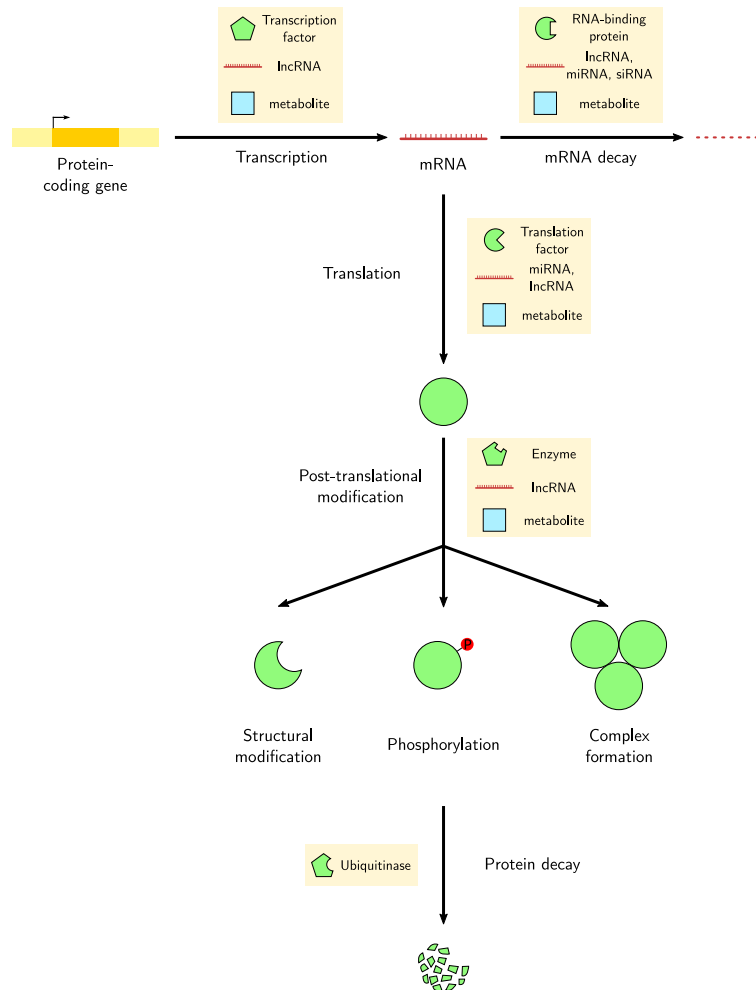 Transcription
factor
lncRNA
metabolite
RNA-binding
protein
lncRNA,
miRNA, siRNA
metabolite
Protein-
coding gene
Transcription
mRNA
mRNA decay
Translation
Translation
factor
miRNA,
lncRNA
metabolite
Post-translational
modification
Enzyme
lncRNA
metabolite
P
Structural
modification
Phosphorylation
Complex
formation
Ubiquitinase
Protein decay